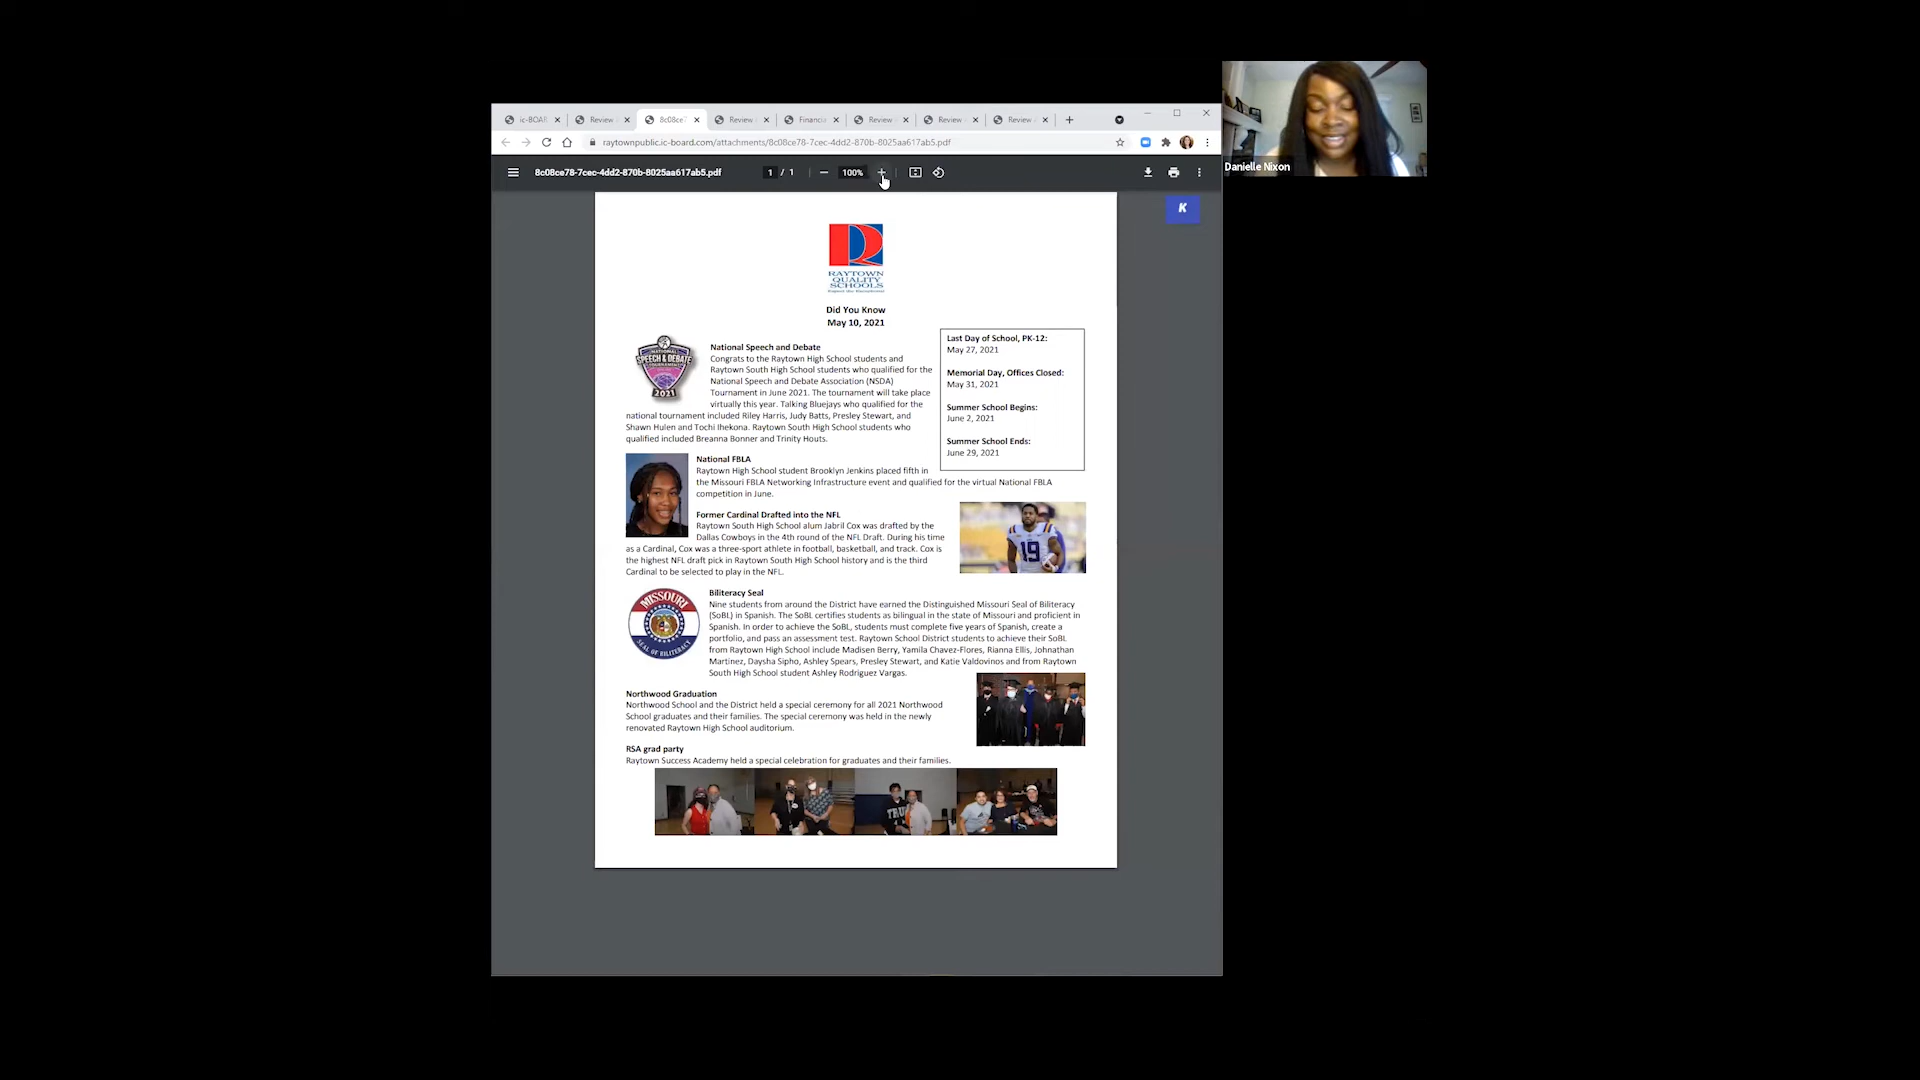 ic-BOAR
Review
8c08ce7
Review
Financia
Review
Review
Review
raytownpublic.ic-board.com/attachments/8c08ce78-7cec-4dd2-870b-8025aa617ab5.pdf
8c08ce78-7cec-4dd2-870b-8025aa617ab5.pdf
1 / 1
100%
Danielle Nixon
K
RAYTOWN
QUALITY
SCHOOLS
Did You Know
May 10, 2021
NATIONAL
SPEECH & DEBATE
TOURNAMENT
2021
National Speech and Debate
Congrats to the Raytown High School students and
Raytown South High School students who qualified for the
National Speech and Debate Association (NSDA)
Tournament in June 2021. The tournament will take place
virtually this year. Talking Bluejays who qualified for the
national tournament included Riley Harris, Judy Batts, Presley Stewart, and
Shawn Hulen and Tochi Ihekona. Raytown South High School students who
qualified included Breanna Bonner and Trinity Houts.
Last Day of School, PK-12:
May 27, 2021
Memorial Day, Offices Closed:
May 31, 2021
Summer School Begins:
June 2, 2021
Summer School Ends:
June 29, 2021
National FBLA
Raytown High School student Brooklyn Jenkins placed fifth in
the Missouri FBLA Networking Infrastructure event and qualified for the virtual National FBLA
competition in June.
Former Cardinal Drafted into the NFL
Raytown South High School alum Jabril Cox was drafted by the
Dallas Cowboys in the 4th round of the NFL Draft. During his time
as a Cardinal, Cox was a three-sport athlete in football, basketball, and track. Cox is
the highest NFL draft pick in Raytown South High School history and is the third
Cardinal to be selected to play in the NFL.
19
MISSOURI
SEAL OF BILITERACY
Biliteracy Seal
Nine students from around the District have earned the Distinguished Missouri Seal of Biliteracy
(SoBL) in Spanish. The SoBL certifies students as bilingual in the state of Missouri and proficient in
Spanish. In order to achieve the SoBL, students must complete five years of Spanish, create a
portfolio, and pass an assessment test. Raytown School District students to achieve their SoBL
from Raytown High School include Madisen Berry, Yamila Chavez-Flores, Rianna Ellis, Johnathan
Martinez, Daysha Sipho, Ashley Spears, Presley Stewart, and Katie Valdovinos and from Raytown
South High School student Ashley Rodriguez Vargas.
Northwood Graduation
Northwood School and the District held a special ceremony for all 2021 Northwood
School graduates and their families. The special ceremony was held in the newly
renovated Raytown High School auditorium.
RSA grad party
Raytown Success Academy held a special celebration for graduates and their families.